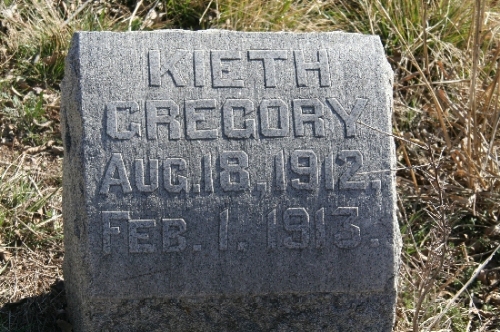 KIETH
GREGORY
AUG. 18. 1912.
FEB. 1. 1913.